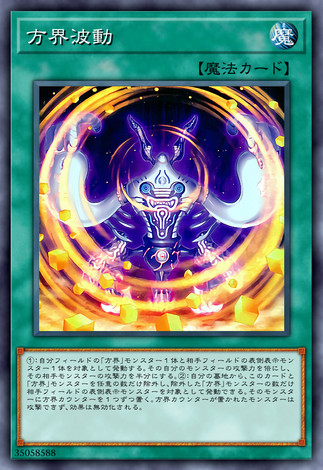 方界波動
魔
【魔法カード】
①:自分フィールドの「方界」モンスター1体と相手フィールドの表側表示モン
スター1体を対象として発動する。その自分のモンスターの攻撃力を倍にし、
その相手モンスターの攻撃力を半分にする。②:自分の墓地から、このカードと
「方界」モンスターを任意の数だけ除外し、除外した「方界」モンスターの数だけ
相手フィールドの表側表示モンスターを対象として発動できる。そのモンス
ターに方界カウンターを1つずつ置く。方界カウンターが置かれたモンスターは
攻撃できず、効果は無効化される。
35058588